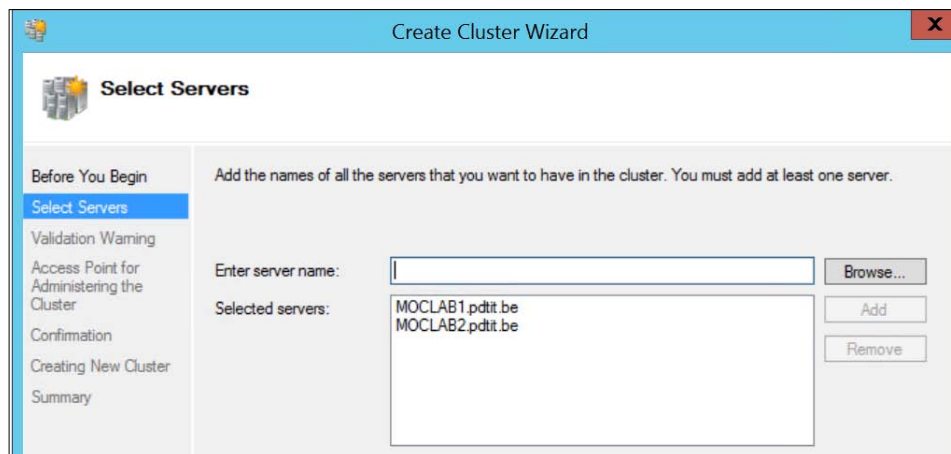 Create Cluster Wizard
X
Select Servers
Before You Begin
Select Servers
Validation Warning
Access Point for
Administering the
Cluster
Confirmation
Creating New Cluster
Summary
Add the names of all the servers that you want to have in the cluster. You must add at least one server.
Enter server name:
Browse...
Selected servers:
MOCLAB1.pdtit.be
MOCLAB2.pdtit.be
Add
Remove